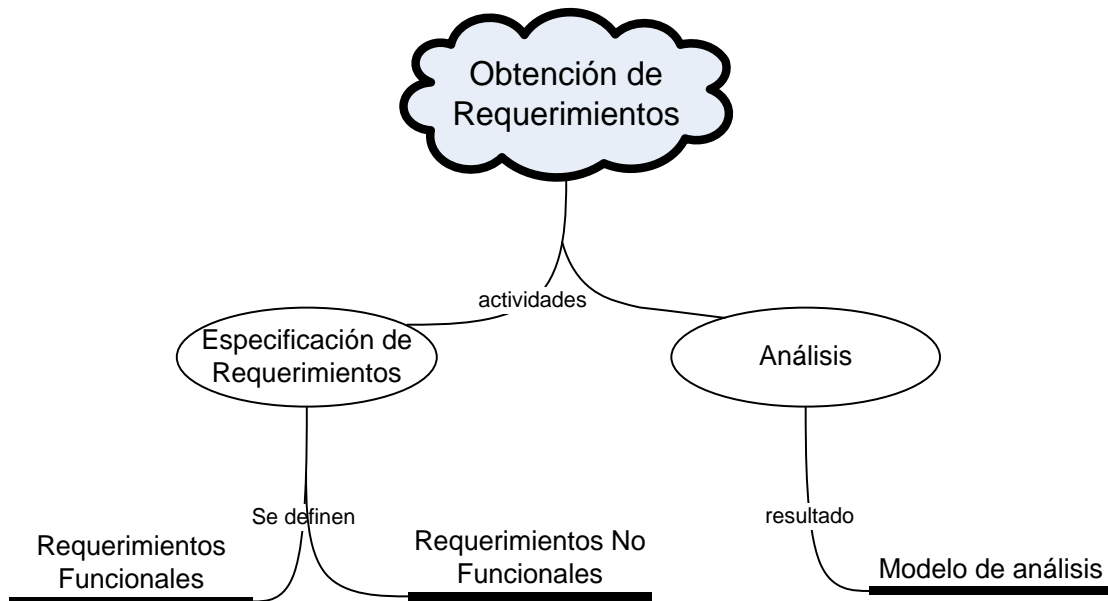 Obtención de
Requerimientos
actividades
Especificación de
Requerimientos
Análisis
Se definen
resultado
Requerimientos
Funcionales
Requerimientos No
Funcionales
Modelo de análisis